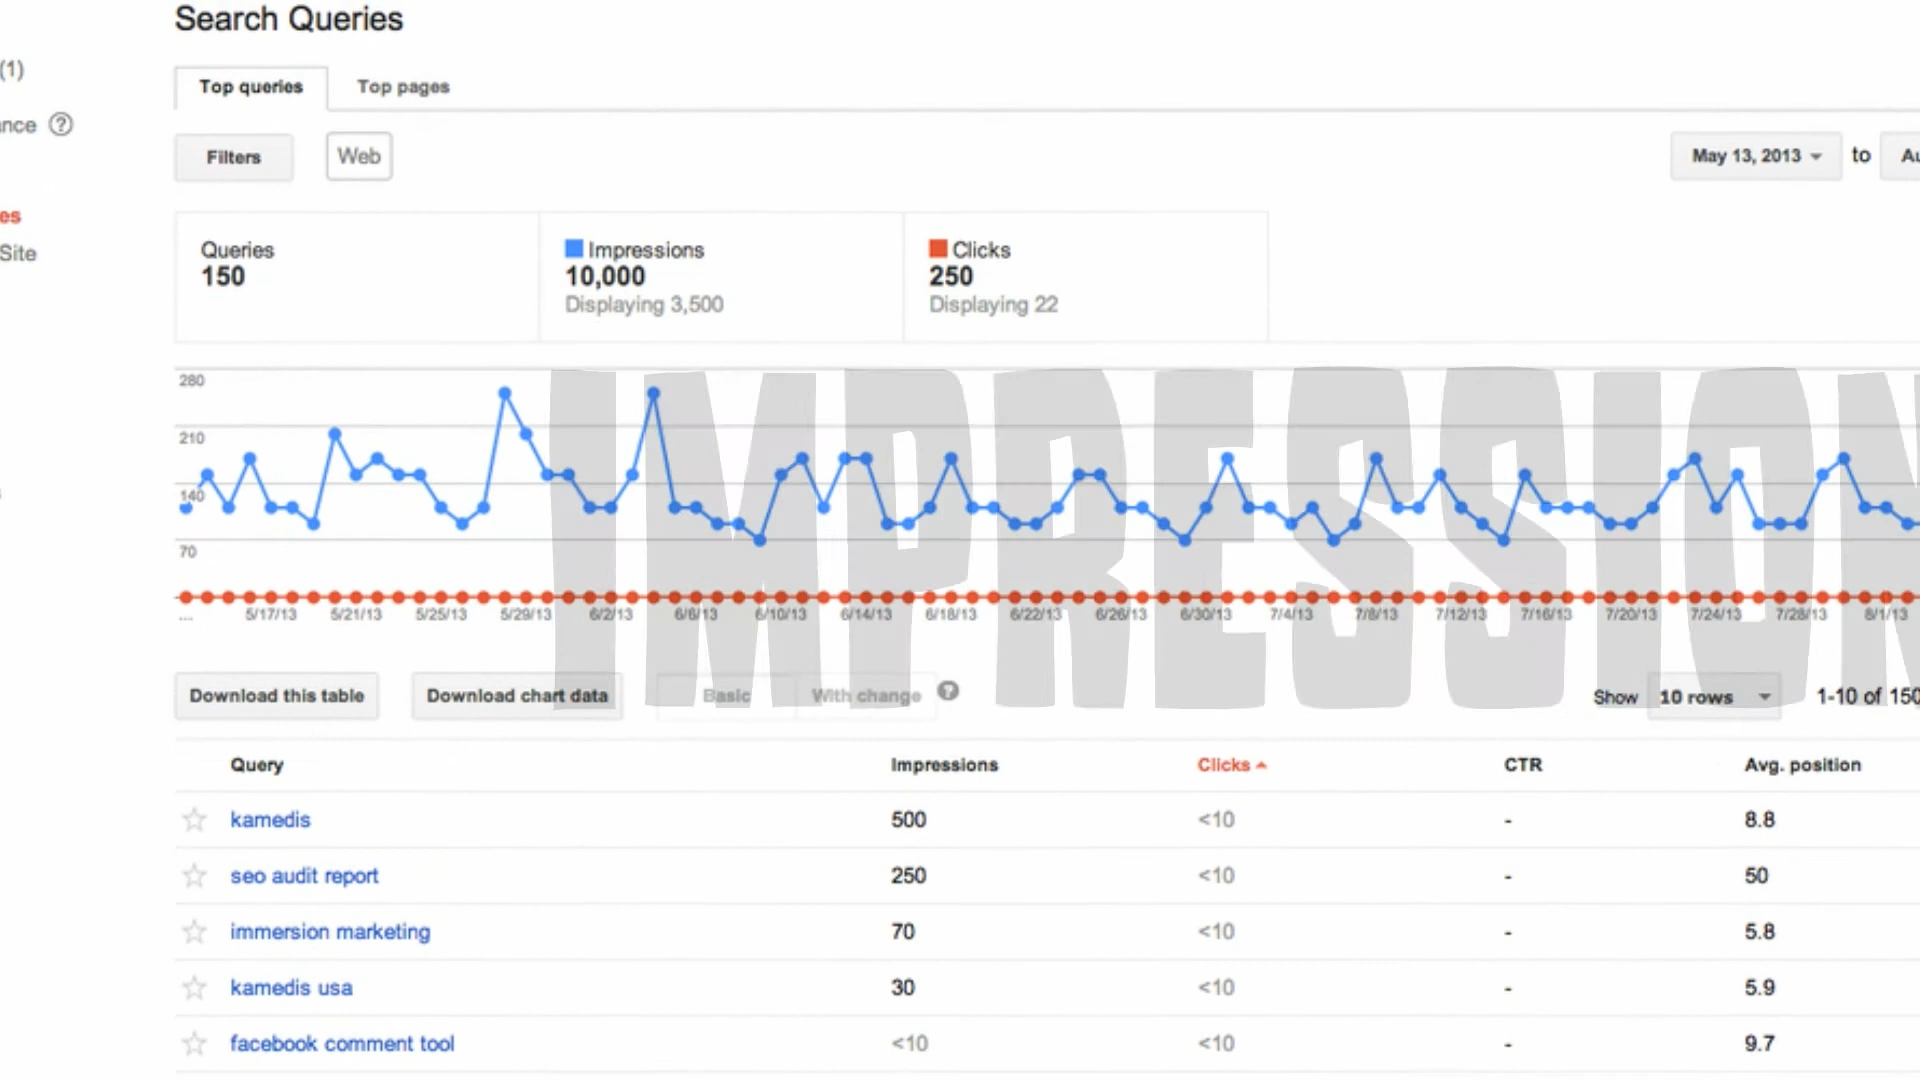 Search Queries
(1)
Top queries Top pages
Filters Web May 13, 2013 to
Site
Queries Impressions Clicks
150 10,000 250
Displaying 3,500 Displaying 22
280
210
140
70
.... 5/17/13 5/21/13 5/25/13 5/29/13 6/2/13 6/6/13 6/10/13 6/14/13 6/18/13 6/22/13 6/26/13 6/30/13 7/4/13 7/8/13 7/12/13 7/16/13 7/20/13 7/24/13 7/28/13 8/1/13
IMPRESSION
Download this table Download chart data Basic With change ? Show 10 rows 1-10 of 150
Query Impressions Clicks CTR Avg. position
kamedis 500 <10 - 8.8
seo audit report 250 <10 - 50
immersion marketing 70 <10 - 5.8
kamedis usa 30 <10 - 5.9
facebook comment tool <10 <10 - 9.7